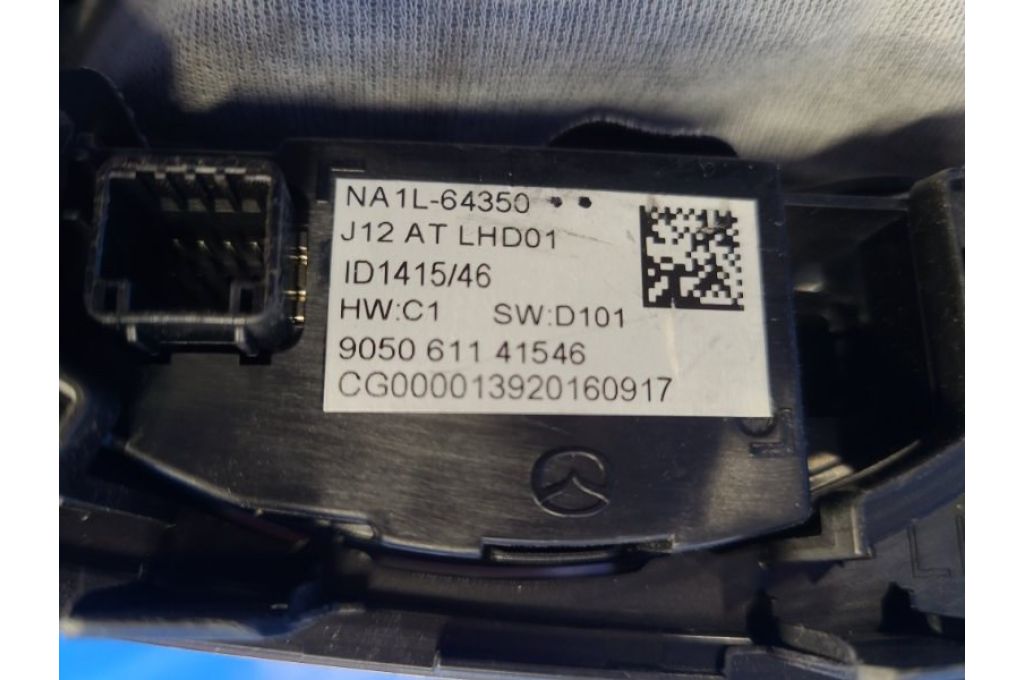 NA1L-64350
J12 AT LHD01
ID1415/46
HW:C1 SW:D101
9050 611 41546
CG000013920160917